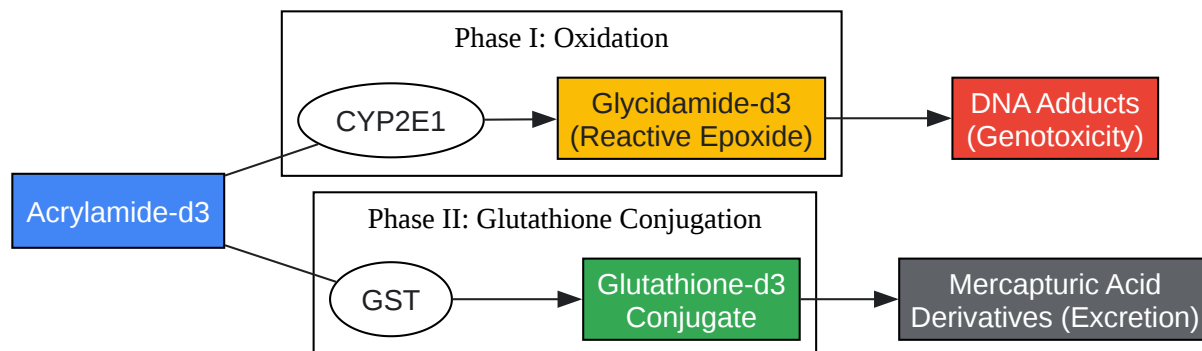 Phase I: Oxidation
CYP2E1
Glycidamide-d3
(Reactive Epoxide)
DNA Adducts
(Genotoxicity)
Acrylamide-d3
Phase II: Glutathione Conjugation
GST
Glutathione-d3
Conjugate
Mercapturic Acid
Derivatives (Excretion)